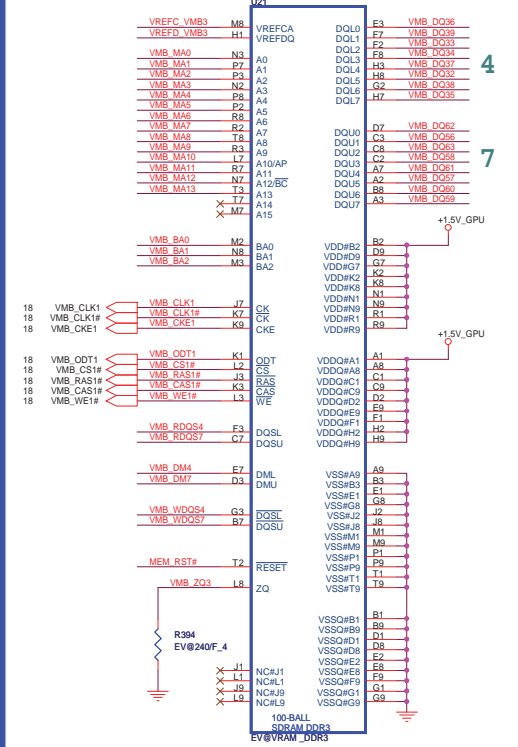 U21
VREFC_VMB3 M8 VREFCA
VREFD_VMB3 H1 VREFDQ
VMB_MA0 N3 A0
VMB_MA1 P7 A1
VMB_MA2 P3 A2
VMB_MA3 N2 A3
VMB_MA4 P8 A4
VMB_MA5 P2 A5
VMB_MA6 R8 A6
VMB_MA7 R2 A7
VMB_MA8 T8 A8
VMB_MA9 R3 A9
VMB_MA10 L7 A10/AP
VMB_MA11 R7 A11
VMB_MA12 N7 A12/BC
VMB_MA13 T3 A13
T7 A14
M7 A15
VMB_BA0 M2 BA0
VMB_BA1 N8 BA1
VMB_BA2 M3 BA2
18 VMB_CLK1 VMB_CLK1 J7 CK
18 VMB_CLK1# VMB_CLK1# K7 CK
18 VMB_CKE1 VMB_CKE1 K9 CKE
18 VMB_ODT1 VMB_ODT1 K1 ODT
18 VMB_CS1# VMB_CS1# L2 CS
18 VMB_RAS1# VMB_RAS1# J3 RAS
18 VMB_CAS1# VMB_CAS1# K3 CAS
18 VMB_WE1# VMB_WE1# L3 WE
VMB_RDQS4 F3 DQSL
VMB_RDQS7 C7 DQSU
VMB_DM4 E7 DML
VMB_DM7 D3 DMU
VMB_WDQS4 G3 DQSL
VMB_WDQS7 B7 DQSU
MEM_RST# T2 RESET
VMB_ZQ3 L8 ZQ
R394
EV@240/F_4
J1 NC#J1
L1 NC#L1
J9 NC#J9
L9 NC#L9
DQL0 E3 VMB_DQ36
DQL1 F7 VMB_DQ39
DQL2 F2 VMB_DQ33
DQL3 F8 VMB_DQ34
DQL4 H3 VMB_DQ37
DQL5 H8 VMB_DQ32
DQL6 G2 VMB_DQ38
DQL7 H7 VMB_DQ35
4
DQU0 D7 VMB_DQ62
DQU1 C3 VMB_DQ56
DQU2 C8 VMB_DQ63
DQU3 C2 VMB_DQ58
DQU4 A7 VMB_DQ61
DQU5 A2 VMB_DQ57
DQU6 B8 VMB_DQ60
DQU7 A3 VMB_DQ59
7
+1.5V_GPU
VDD#B2 B2
VDD#D9 D9
VDD#G7 G7
VDD#K2 K2
VDD#K8 K8
VDD#N1 N1
VDD#N9 N9
VDD#R1 R1
VDD#R9 R9
+1.5V_GPU
VDDQ#A1 A1
VDDQ#A8 A8
VDDQ#C1 C1
VDDQ#C9 C9
VDDQ#D2 D2
VDDQ#E9 E9
VDDQ#F1 F1
VDDQ#H2 H2
VDDQ#H9 H9
VSS#A9 A9
VSS#B3 B3
VSS#E1 E1
VSS#G8 G8
VSS#J2 J2
VSS#J8 J8
VSS#M1 M1
VSS#M9 M9
VSS#P1 P1
VSS#P9 P9
VSS#T1 T1
VSS#T9 T9
VSSQ#B1 B1
VSSQ#B9 B9
VSSQ#D1 D1
VSSQ#D8 D8
VSSQ#E2 E2
VSSQ#E8 E8
VSSQ#F9 F9
VSSQ#G1 G1
VSSQ#G9 G9
100-BALL
SDRAM DDR3
EV@VRAM _DDR3